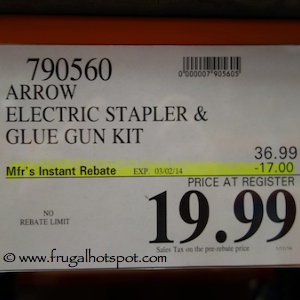 790560
0000007905605
ARROW
ELECTRIC STAPLER &
GLUE GUN KIT
36.99
Mfr's Instant Rebate EXP. 03/02/14 -17.00
PRICE AT REGISTER
NO
REBATE LIMIT
19.99
Sales Tax on the pre-rebate price
www.frugalhotspot.com